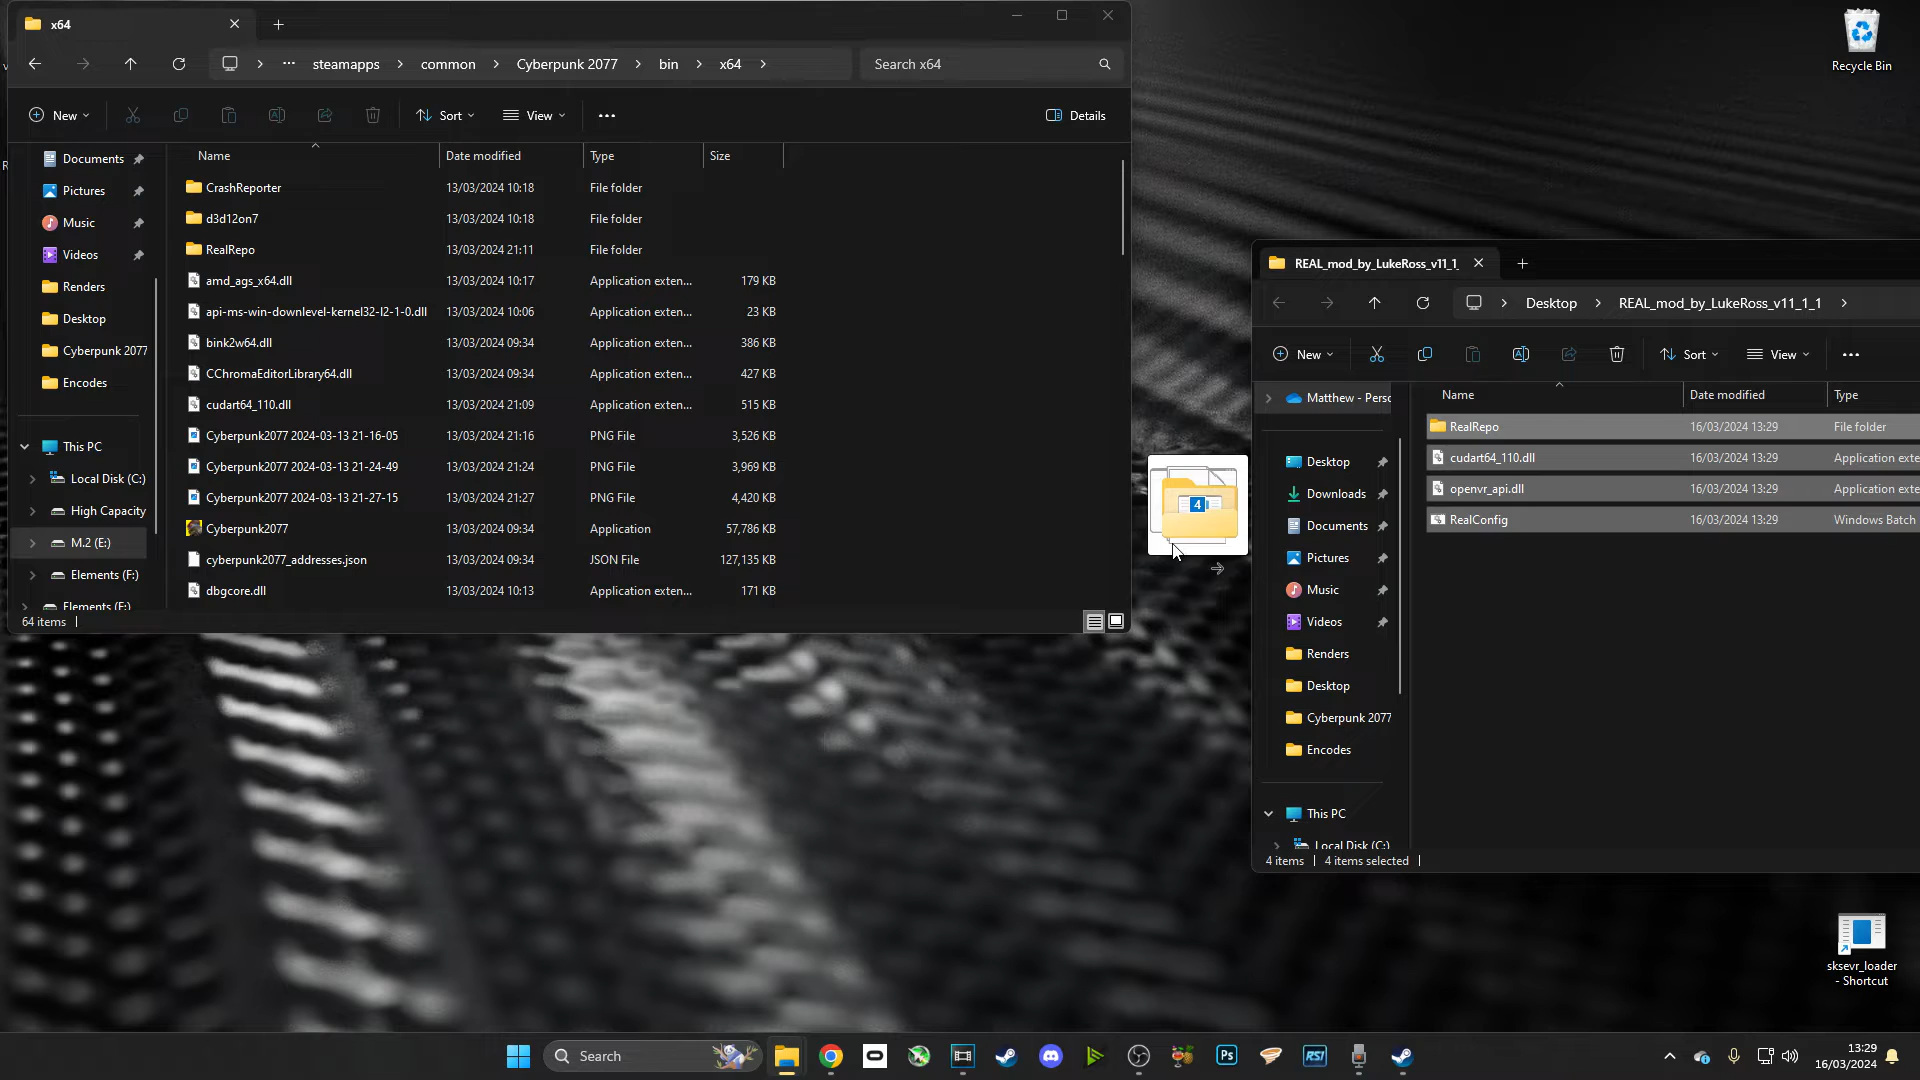 x64
steamapps
common
Cyberpunk 2077
bin
x64
Search x64
New
Sort
View
Details
Name
Date modified
Type
Size
Documents
Pictures
Music
Videos
Renders
Desktop
Cyberpunk 2077
Encodes
This PC
Local Disk (C:)
High Capacity
M.2 (E:)
Elements (F:)
Elements (F:)
CrashReporter 13/03/2024 10:18 File folder
d3d12on7 13/03/2024 10:18 File folder
RealRepo 13/03/2024 21:11 File folder
amd_ags_x64.dll 13/03/2024 10:17 Application exten... 179 KB
api-ms-win-downlevel-kernel32-l2-1-0.dll 13/03/2024 10:06 Application exten... 23 KB
bink2w64.dll 13/03/2024 09:34 Application exten... 386 KB
CChromaEditorLibrary64.dll 13/03/2024 09:34 Application exten... 427 KB
cudart64_110.dll 13/03/2024 21:09 Application exten... 515 KB
Cyberpunk2077 2024-03-13 21-16-05 13/03/2024 21:16 PNG File 3,526 KB
Cyberpunk2077 2024-03-13 21-24-49 13/03/2024 21:24 PNG File 3,969 KB
Cyberpunk2077 2024-03-13 21-27-15 13/03/2024 21:27 PNG File 4,420 KB
Cyberpunk2077 13/03/2024 09:34 Application 57,786 KB
cyberpunk2077_addresses.json 13/03/2024 09:34 JSON File 127,135 KB
dbgcore.dll 13/03/2024 10:13 Application exten... 171 KB
64 items
4
Recycle Bin
REAL_mod_by_LukeRoss_v11_1_
Desktop
REAL_mod_by_LukeRoss_v11_1_1
New
Sort
View
Name
Date modified
Type
Matthew - Perso
Desktop
Downloads
Documents
Pictures
Music
Videos
Renders
Desktop
Cyberpunk 2077
Encodes
This PC
Local Disk (C:)
RealRepo 16/03/2024 13:29 File folder
cudart64_110.dll 16/03/2024 13:29 Application exte
openvr_api.dll 16/03/2024 13:29 Application exte
RealConfig 16/03/2024 13:29 Windows Batch
4 items
4 items selected
sksevr_loader
- Shortcut
Search
Ps
RSI
13:29
16/03/2024